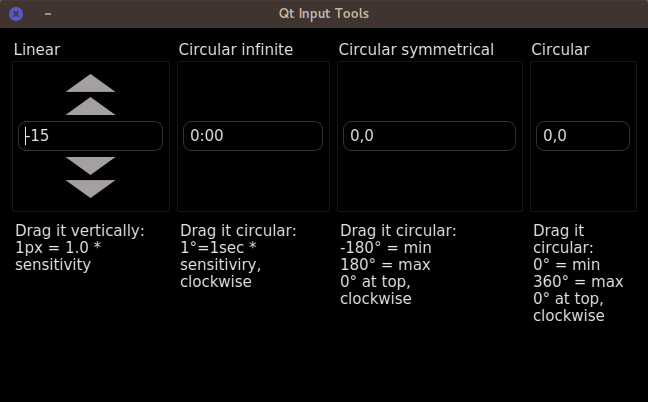 Qt Input Tools
Linear
-15
Drag it vertically:
1px = 1.0 *
sensitivity
Circular infinite
0:00
Drag it circular:
1°=1sec *
sensitiviry,
clockwise
Circular symmetrical
0,0
Drag it circular:
-180° = min
180° = max
0° at top,
clockwise
Circular
0,0
Drag it
circular:
0° = min
360° = max
0° at top,
clockwise